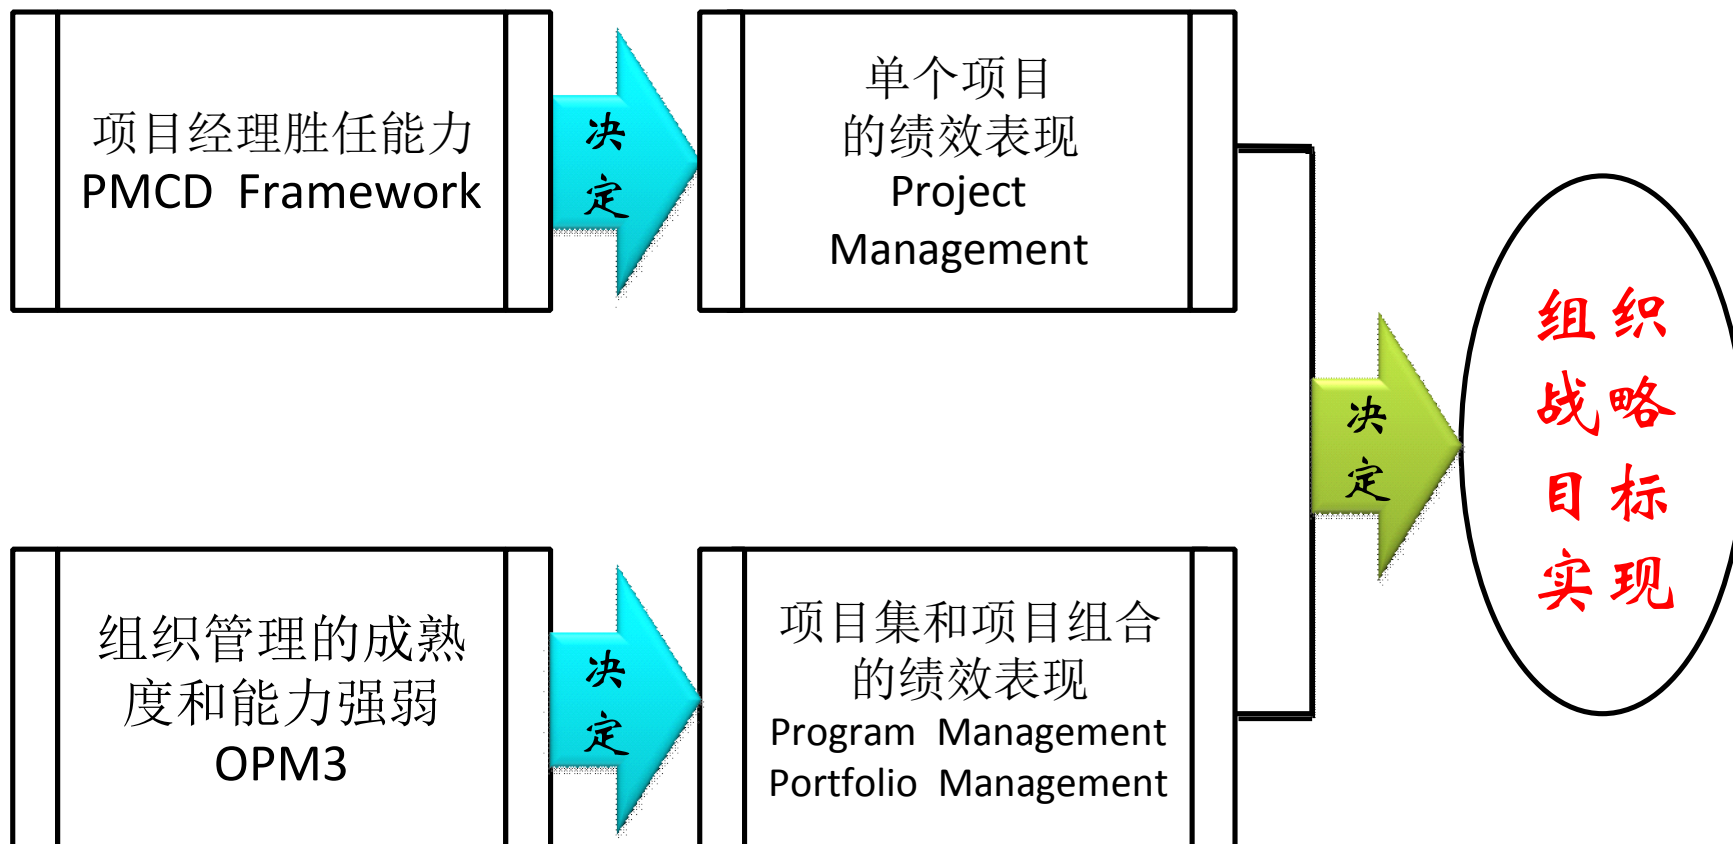 项目经理胜任能力
PMCD Framework
决
定
单个项目
的绩效表现
Project
Management
组织管理的成熟
度和能力强弱
OPM3
决
定
项目集和项目组合
的绩效表现
Program Management
Portfolio Management
决
定
组织
战略
目标
实现